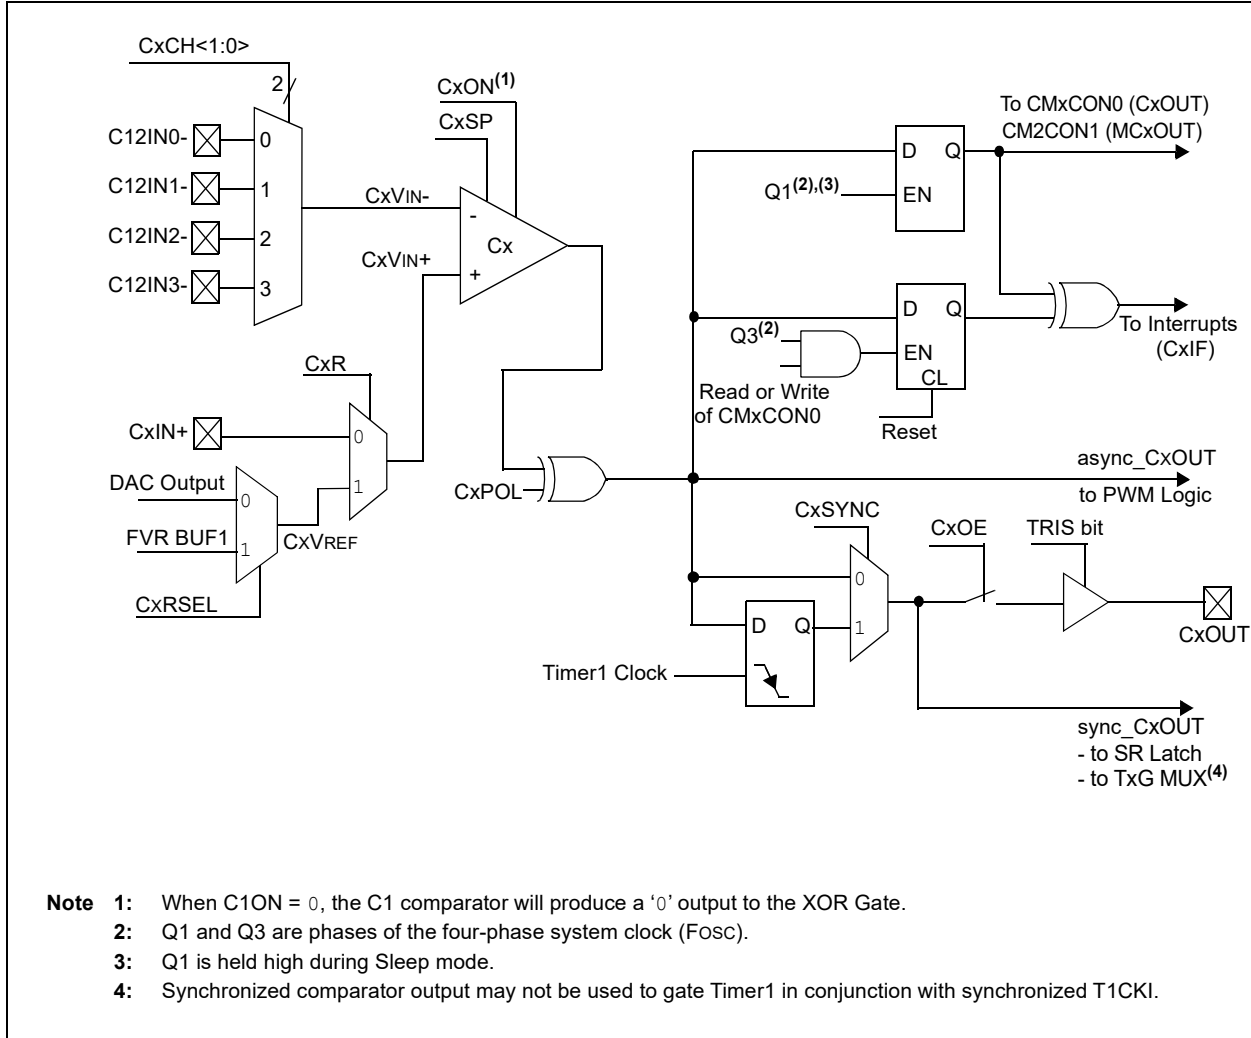 CxCH<1:0>
2
C12IN0-
0
C12IN1-
1
C12IN2-
2
C12IN3-
3
CxON(1)
CxSP
CxVIN-
-
Cx
CxVIN+
+
CxR
CxIN+
0
DAC Output
0
1
FVR BUF1
1
CxVREF
CxRSEL
CxPOL
To CMxCON0 (CxOUT)
CM2CON1 (MCxOUT)
D Q
Q1(2),(3)
EN
D Q
Q3(2)
EN
CL
Read or Write
of CMxCON0
Reset
To Interrupts
(CxIF)
async_CxOUT
to PWM Logic
CxSYNC
CxOE
TRIS bit
0
D Q
1
CxOUT
Timer1 Clock
sync_CxOUT
- to SR Latch
- to TxG MUX(4)
Note 1: When C1ON = 0, the C1 comparator will produce a ‘0’ output to the XOR Gate.
2: Q1 and Q3 are phases of the four-phase system clock (FOSC).
3: Q1 is held high during Sleep mode.
4: Synchronized comparator output may not be used to gate Timer1 in conjunction with synchronized T1CKI.